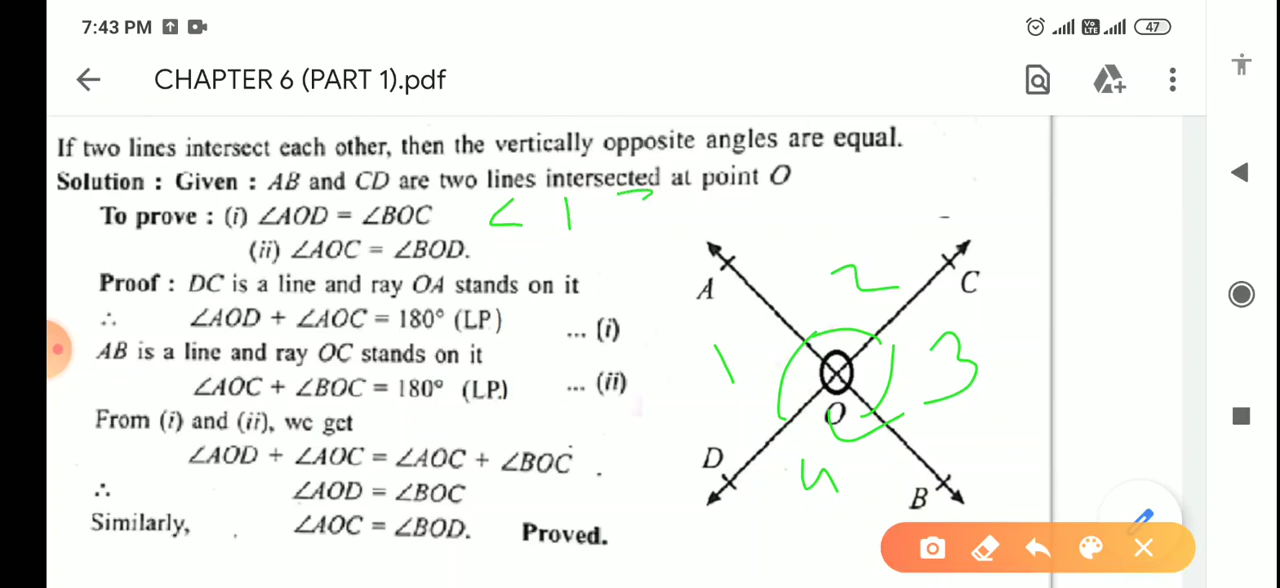 7:43 PM
47
CHAPTER 6 (PART 1).pdf
If two lines intersect each other, then the vertically opposite angles are equal.
Solution : Given : AB and CD are two lines intersected at point O
To prove : (i) ∠AOD = ∠BOC
∠ 1
(ii) ∠AOC = ∠BOD.
Proof : DC is a line and ray OA stands on it
∴ ∠AOD + ∠AOC = 180° (LP) ... (i)
AB is a line and ray OC stands on it
∠AOC + ∠BOC = 180° (LP.) ... (ii)
From (i) and (ii), we get
∠AOD + ∠AOC = ∠AOC + ∠BOC .
∴ ∠AOD = ∠BOC
Similarly, ∠AOC = ∠BOD. Proved.
A
2
C
1
3
O
D
4
B